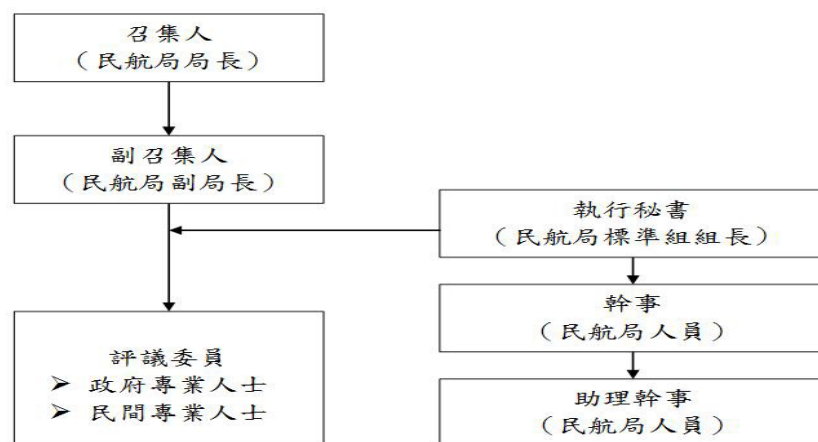 召集人
(民航局局長)
副召集人
(民航局副局長)
執行秘書
(民航局標準組組長)
幹事
(民航局人員)
評議委員
➢ 政府專業人士
➢ 民間專業人士
助理幹事
(民航局人員)